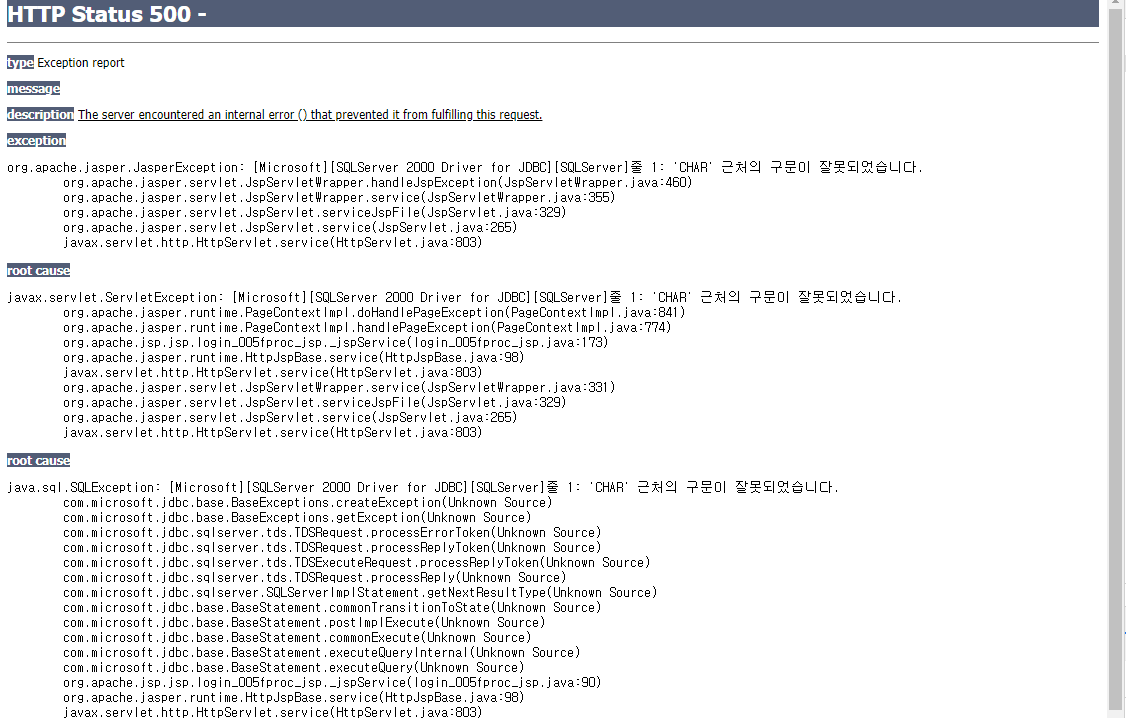 HTTP Status 500 -
type Exception report
message
description The server encountered an internal error () that prevented it from fulfilling this request.
exception
org.apache.jasper.JasperException: [Microsoft][SQLServer 2000 Driver for JDBC][SQLServer]줄 1: 'CHAR' 근처의 구문이 잘못되었습니다.
org.apache.jasper.servlet.JspServletWrapper.handleJspException(JspServletWrapper.java:460)
org.apache.jasper.servlet.JspServletWrapper.service(JspServletWrapper.java:355)
org.apache.jasper.servlet.JspServlet.serviceJspFile(JspServlet.java:329)
org.apache.jasper.servlet.JspServlet.service(JspServlet.java:265)
javax.servlet.http.HttpServlet.service(HttpServlet.java:803)
root cause
javax.servlet.ServletException: [Microsoft][SQLServer 2000 Driver for JDBC][SQLServer]줄 1: 'CHAR' 근처의 구문이 잘못되었습니다.
org.apache.jasper.runtime.PageContextImpl.doHandlePageException(PageContextImpl.java:841)
org.apache.jasper.runtime.PageContextImpl.handlePageException(PageContextImpl.java:774)
org.apache.jsp.jsp.login_005fproc_jsp._jspService(login_005fproc_jsp.java:173)
org.apache.jasper.runtime.HttpJspBase.service(HttpJspBase.java:98)
javax.servlet.http.HttpServlet.service(HttpServlet.java:803)
org.apache.jasper.servlet.JspServletWrapper.service(JspServletWrapper.java:331)
org.apache.jasper.servlet.JspServlet.serviceJspFile(JspServlet.java:329)
org.apache.jasper.servlet.JspServlet.service(JspServlet.java:265)
javax.servlet.http.HttpServlet.service(HttpServlet.java:803)
root cause
java.sql.SQLException: [Microsoft][SQLServer 2000 Driver for JDBC][SQLServer]줄 1: 'CHAR' 근처의 구문이 잘못되었습니다.
com.microsoft.jdbc.base.BaseExceptions.createException(Unknown Source)
com.microsoft.jdbc.base.BaseExceptions.getException(Unknown Source)
com.microsoft.jdbc.sqlserver.tds.TDSRequest.processErrorToken(Unknown Source)
com.microsoft.jdbc.sqlserver.tds.TDSRequest.processReplyToken(Unknown Source)
com.microsoft.jdbc.sqlserver.tds.TDSExecuteRequest.processReplyToken(Unknown Source)
com.microsoft.jdbc.sqlserver.tds.TDSRequest.processReply(Unknown Source)
com.microsoft.jdbc.sqlserver.SQLServerImplStatement.getNextResultType(Unknown Source)
com.microsoft.jdbc.base.BaseStatement.commonTransitionToState(Unknown Source)
com.microsoft.jdbc.base.BaseStatement.postImplExecute(Unknown Source)
com.microsoft.jdbc.base.BaseStatement.commonExecute(Unknown Source)
com.microsoft.jdbc.base.BaseStatement.executeQueryInternal(Unknown Source)
com.microsoft.jdbc.base.BaseStatement.executeQuery(Unknown Source)
org.apache.jsp.jsp.login_005fproc_jsp._jspService(login_005fproc_jsp.java:90)
org.apache.jasper.runtime.HttpJspBase.service(HttpJspBase.java:98)
javax.servlet.http.HttpServlet.service(HttpServlet.java:803)